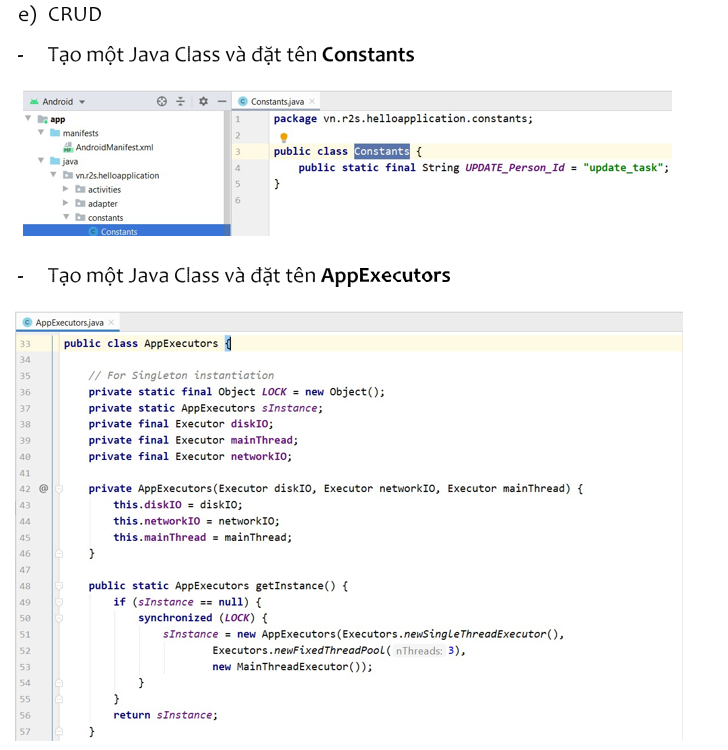 e) CRUD
- Tạo một Java Class và đặt tên Constants
Android
app
manifests
AndroidManifest.xml
java
vn.r2s.helloapplication
activities
adapter
constants
Constants
Constants.java
1 package vn.r2s.helloapplication.constants;
2
3 public class Constants {
4 public static final String UPDATE_Person_Id = "update_task";
5 }
6
- Tạo một Java Class và đặt tên AppExecutors
AppExecutors.java
33 public class AppExecutors {
34
35 // For Singleton instantiation
36 private static final Object LOCK = new Object();
37 private static AppExecutors sInstance;
38 private final Executor diskIO;
39 private final Executor mainThread;
40 private final Executor networkIO;
41
42 @ private AppExecutors(Executor diskIO, Executor networkIO, Executor mainThread) {
43 this.diskIO = diskIO;
44 this.networkIO = networkIO;
45 this.mainThread = mainThread;
46 }
47
48 public static AppExecutors getInstance() {
49 if (sInstance == null) {
50 synchronized (LOCK) {
51 sInstance = new AppExecutors(Executors.newSingleThreadExecutor(),
52 Executors.newFixedThreadPool( nThreads: 3),
53 new MainThreadExecutor());
54 }
55 }
56 return sInstance;
57 }